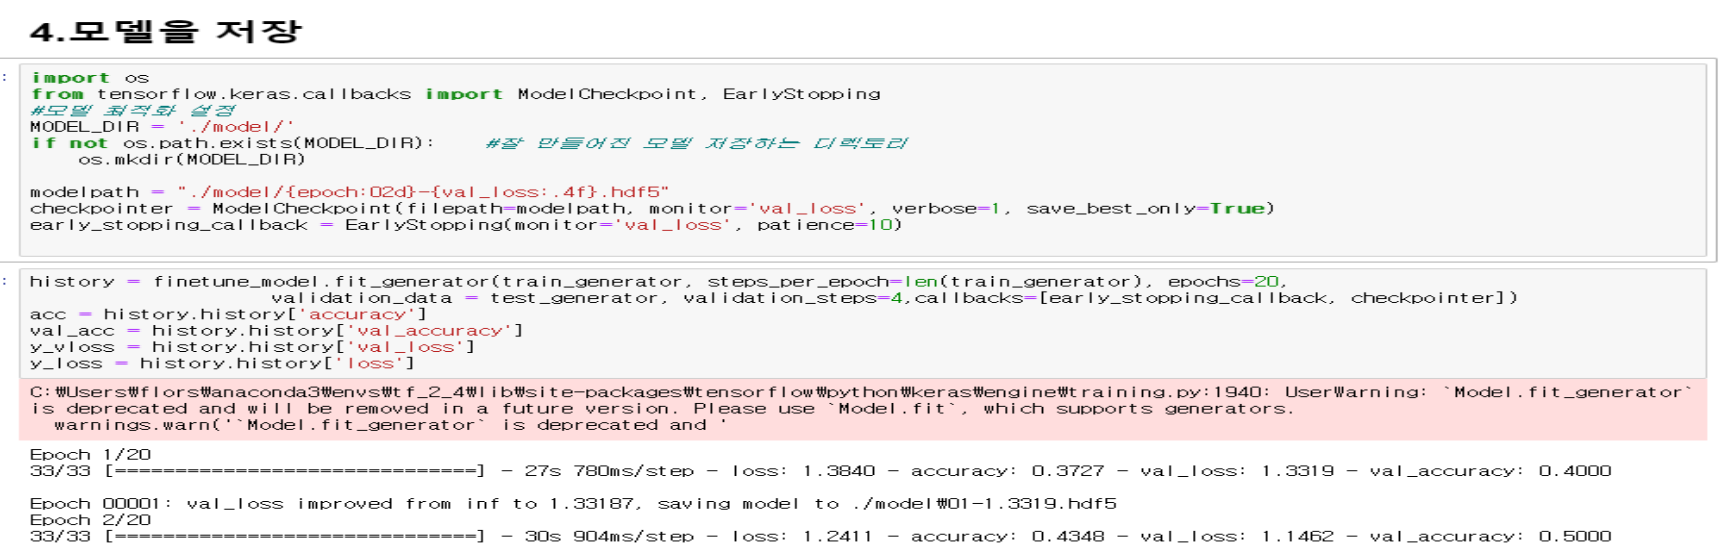 4.모델을 저장
:
import os
from tensorflow.keras.callbacks import ModelCheckpoint, EarlyStopping
#모델 최적화 설정
MODEL_DIR = './model/'
if not os.path.exists(MODEL_DIR):    #잘 만들어진 모델 저장하는 디렉토리
    os.mkdir(MODEL_DIR)
modelpath = "./model/{epoch:02d}-{val_loss:.4f}.hdf5"
checkpointer = ModelCheckpoint(filepath=modelpath, monitor='val_loss', verbose=1, save_best_only=True)
early_stopping_callback = EarlyStopping(monitor='val_loss', patience=10)
:
history = finetune_model.fit_generator(train_generator, steps_per_epoch=len(train_generator), epochs=20,
                    validation_data = test_generator, validation_steps=4,callbacks=[early_stopping_callback, checkpointer])
acc = history.history['accuracy']
val_acc = history.history['val_accuracy']
y_vloss = history.history['val_loss']
y_loss = history.history['loss']
C:₩Users₩flors₩anaconda3₩envs₩tf_2_4₩lib₩site-packages₩tensorflow₩python₩keras₩engine₩training.py:1940: UserWarning: `Model.fit_generator`
is deprecated and will be removed in a future version. Please use `Model.fit`, which supports generators.
  warnings.warn('`Model.fit_generator` is deprecated and '
Epoch 1/20
33/33 [==============================] - 27s 780ms/step - loss: 1.3840 - accuracy: 0.3727 - val_loss: 1.3319 - val_accuracy: 0.4000
Epoch 00001: val_loss improved from inf to 1.33187, saving model to ./model₩01-1.3319.hdf5
Epoch 2/20
33/33 [==============================] - 30s 904ms/step - loss: 1.2411 - accuracy: 0.4348 - val_loss: 1.1462 - val_accuracy: 0.5000